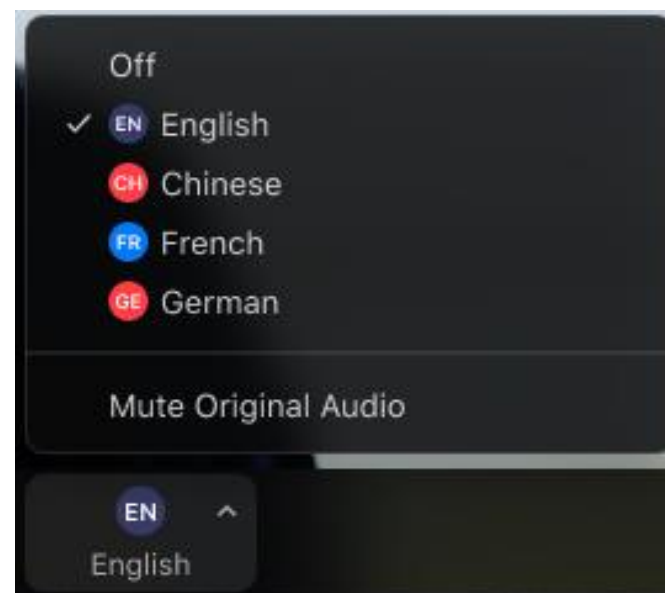 Off
EN English
CH Chinese
FR French
GE German
Mute Original Audio
EN
English